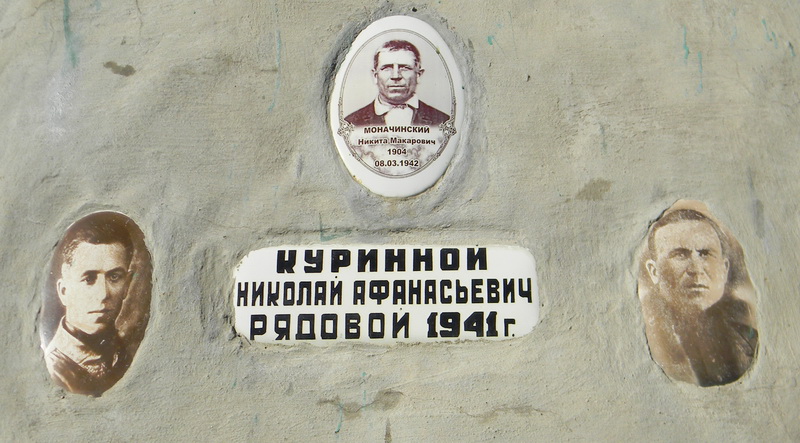 МОНАЧИНСКИЙ
Никита Макарович
1904
08.03.1942
КУРИННОЙ
НИКОЛАЙ АФАНАСЬЕВИЧ
РЯДОВОЙ 1941 г.